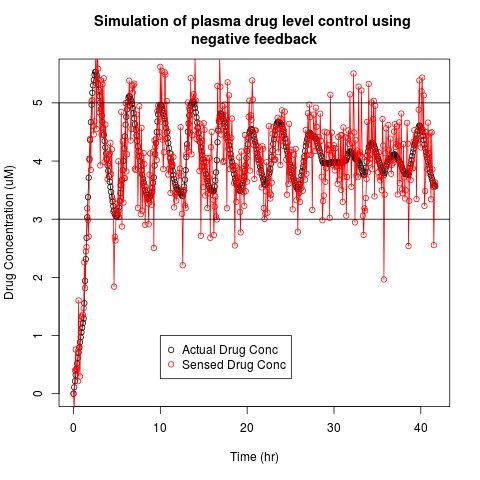 Simulation of plasma drug level control using
negative feedback
Drug Concentration (uM)
5
4
3
2
1
0
Actual Drug Conc
Sensed Drug Conc
0 10 20 30 40
Time (hr)